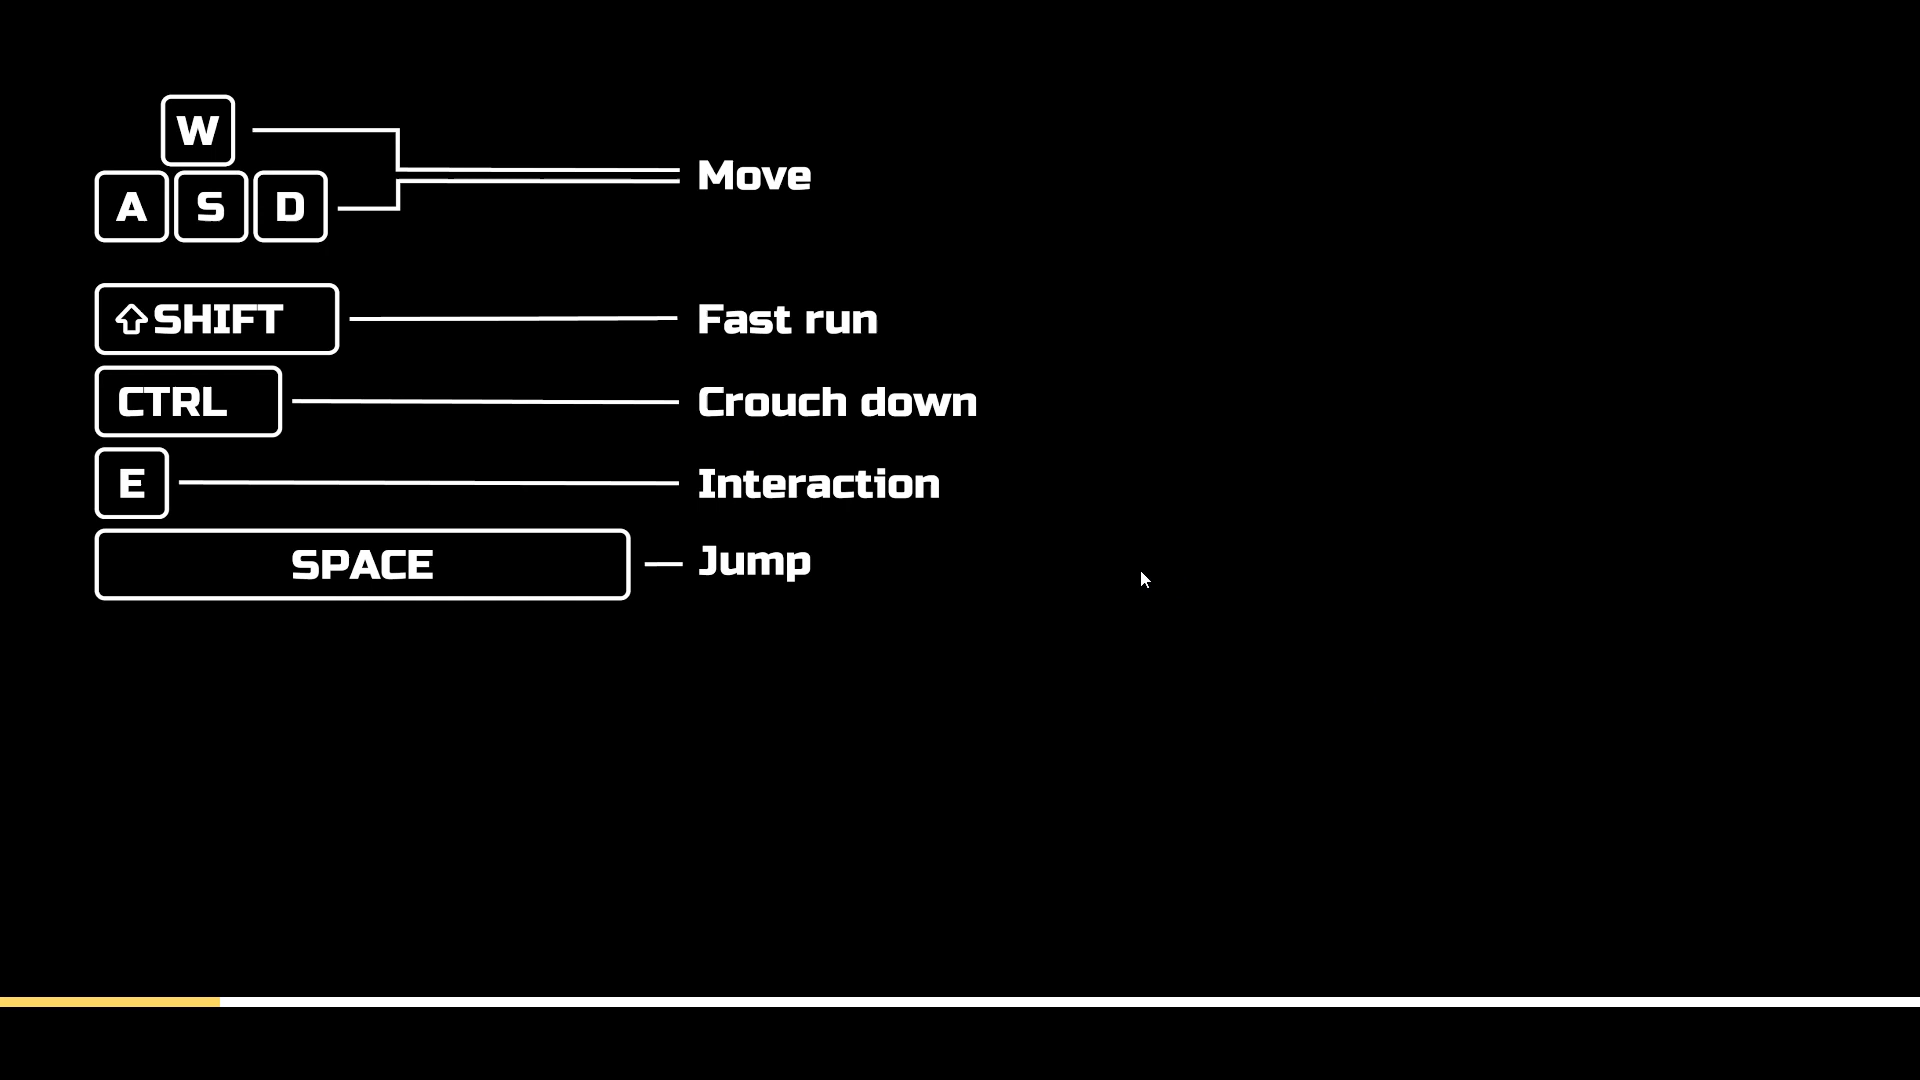 W
A S D
Move
SHIFT
Fast run
CTRL
Crouch down
E
Interaction
SPACE
Jump